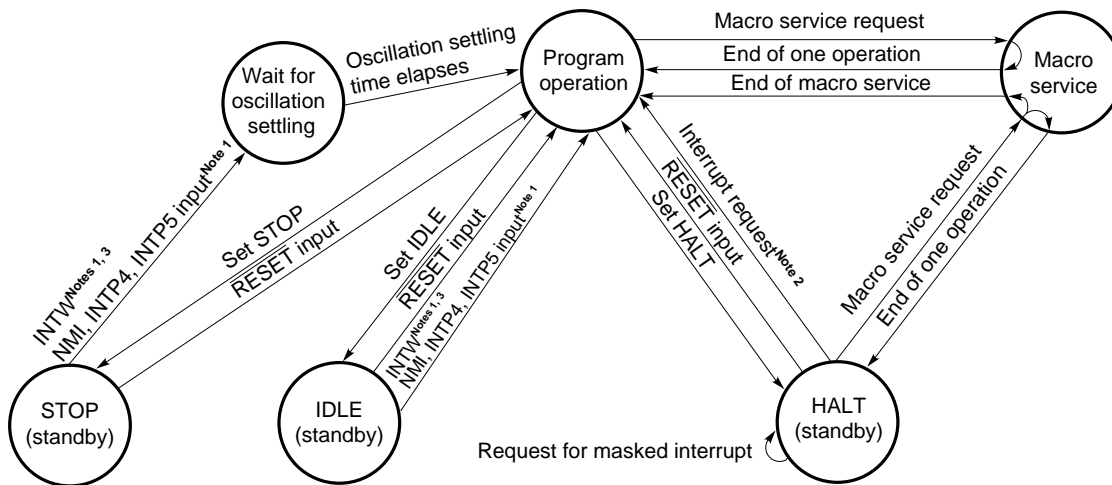 Macro service request
End of one operation
End of macro service
Oscillation settling
time elapses
Wait for
oscillation
settling
Program
operation
Macro
service
INTW Notes 1, 3
NMI, INTP4, INTP5 input Note 1
Set STOP
RESET input
Set IDLE
RESET input
INTW Notes 1, 3
NMI, INTP4, INTP5 input Note 1
Interrupt request Note 2
RESET input
Set HALT
Macro service request
End of one operation
STOP
(standby)
IDLE
(standby)
HALT
(standby)
Request for masked interrupt